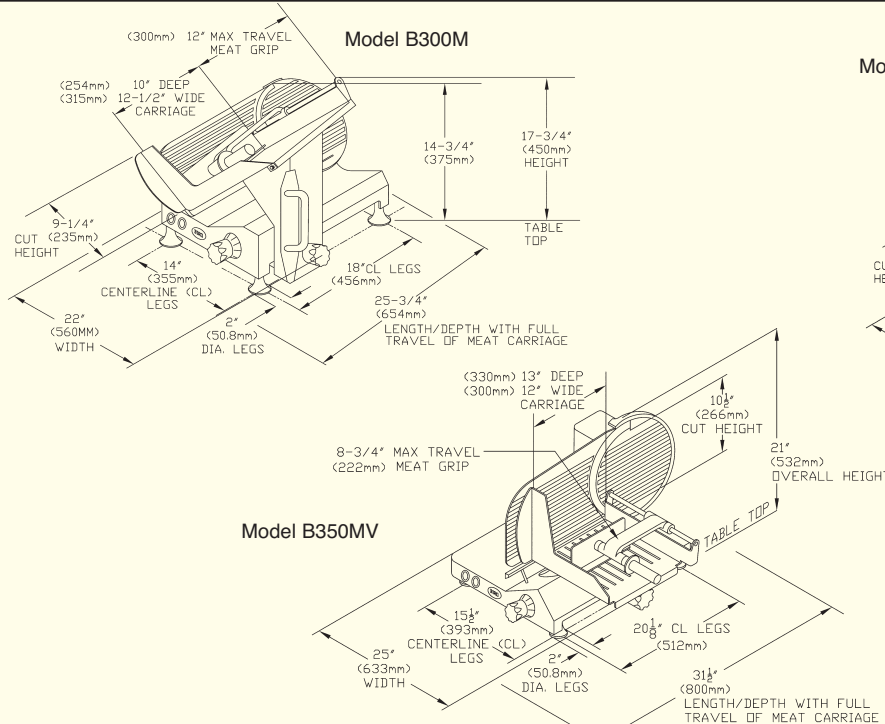 Model B300M
(300mm) 12" MAX TRAVEL
MEAT GRIP
(254mm) 10" DEEP
(315mm) 12-1/2" WIDE
CARRIAGE
14-3/4"
(375mm)
17-3/4"
(450mm)
HEIGHT
TABLE
TOP
9-1/4"
CUT (235mm)
HEIGHT
14"
(355mm)
CENTERLINE (CL)
LEGS
18"CL LEGS
(456mm)
25-3/4"
(654mm)
LENGTH/DEPTH WITH FULL
TRAVEL OF MEAT CARRIAGE
22"
(560MM)
WIDTH
2"
(50.8mm)
DIA. LEGS
Mo
CU
HE
Model B350MV
(330mm) 13" DEEP
(300mm) 12" WIDE
CARRIAGE
8-3/4" MAX TRAVEL
(222mm) MEAT GRIP
10½"
(266mm)
CUT HEIGHT
21"
(532mm)
OVERALL HEIGHT
TABLE TOP
15½"
(393mm)
CENTERLINE (CL)
LEGS
20⅛" CL LEGS
(512mm)
25"
(633mm)
WIDTH
2"
(50.8mm)
DIA. LEGS
31½"
(800mm)
LENGTH/DEPTH WITH FULL
TRAVEL OF MEAT CARRIAGE